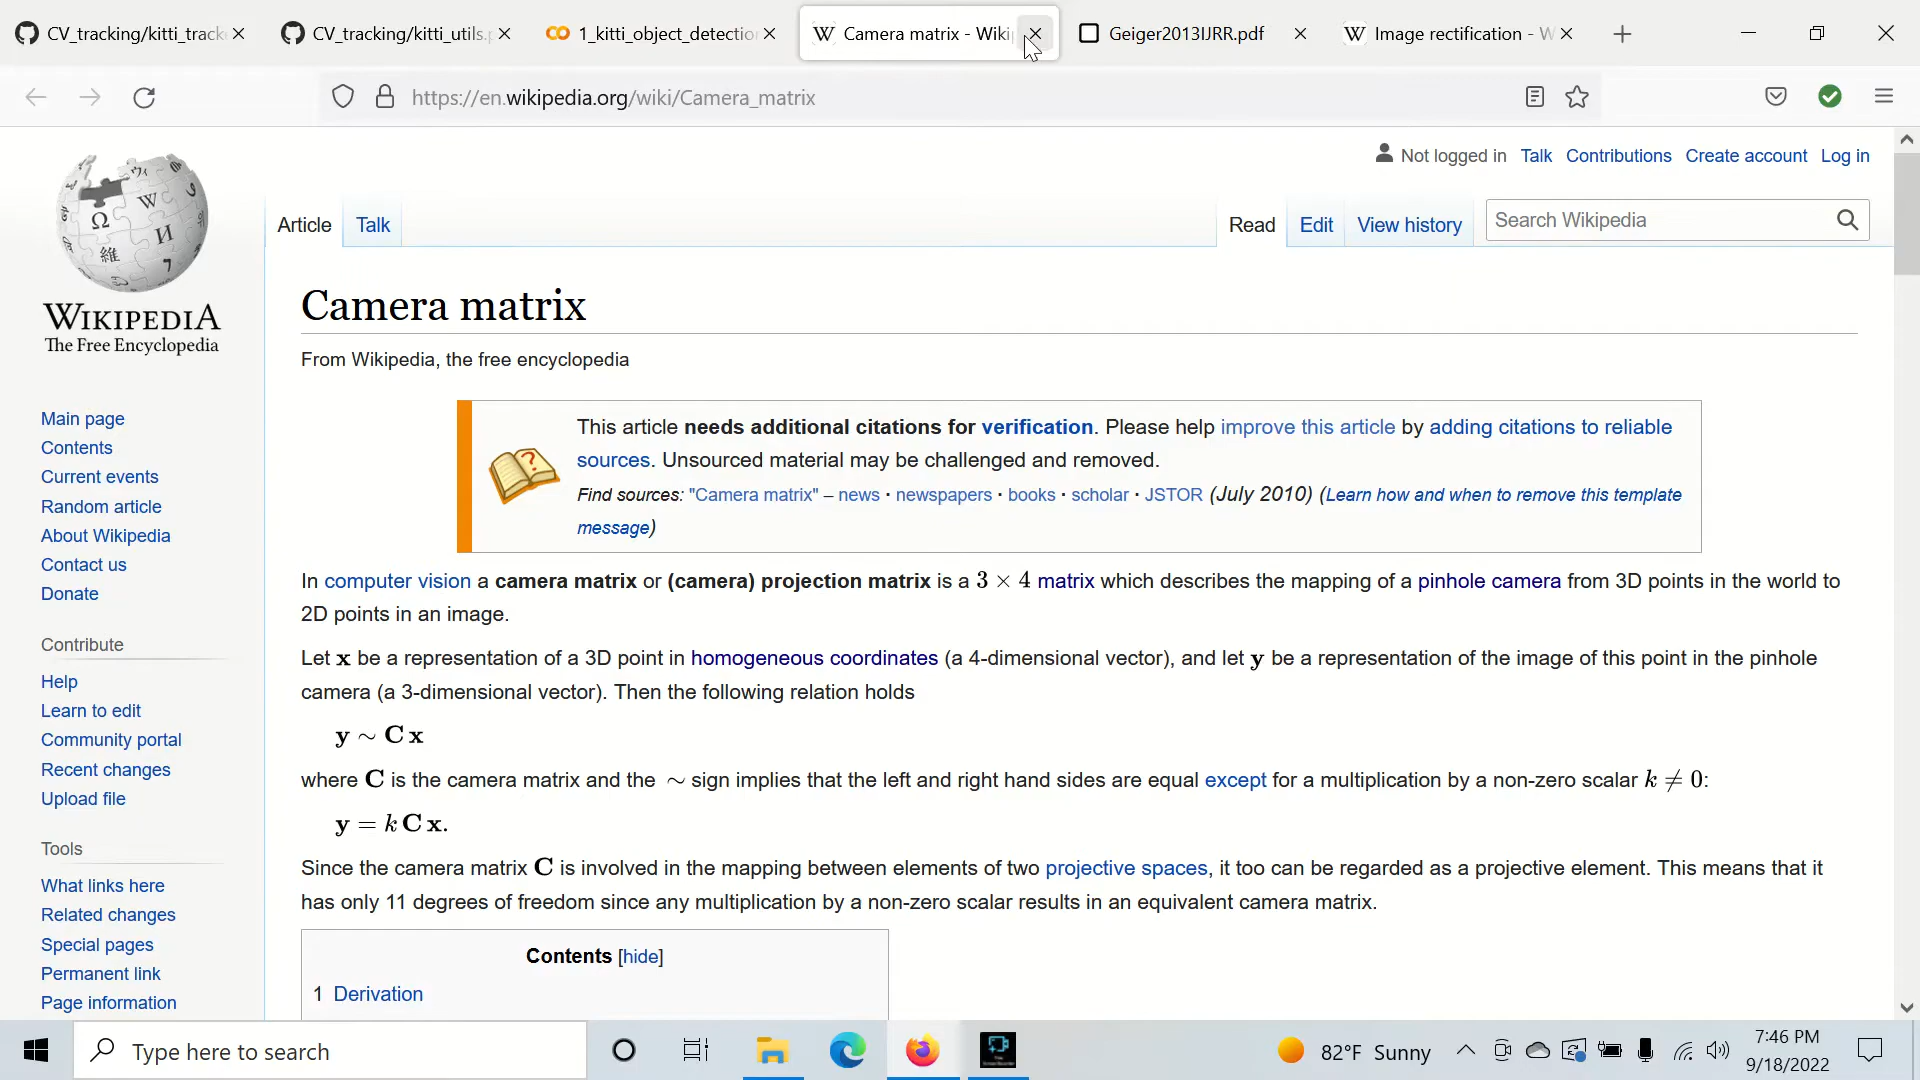 CV_tracking/kitti_track
CV_tracking/kitti_utils.p
1_kitti_object_detection
Camera matrix - Wiki
Geiger2013IJRR.pdf
Image rectification - W
https://en.wikipedia.org/wiki/Camera_matrix
Not logged in Talk Contributions Create account Log in
Article Talk Read Edit View history Search Wikipedia
WIKIPEDIA
The Free Encyclopedia
Main page
Contents
Current events
Random article
About Wikipedia
Contact us
Donate
Contribute
Help
Learn to edit
Community portal
Recent changes
Upload file
Tools
What links here
Related changes
Special pages
Permanent link
Page information
Camera matrix
From Wikipedia, the free encyclopedia
This article needs additional citations for verification. Please help improve this article by adding citations to reliable
sources. Unsourced material may be challenged and removed.
Find sources: "Camera matrix" – news · newspapers · books · scholar · JSTOR (July 2010) (Learn how and when to remove this template
message)
In computer vision a camera matrix or (camera) projection matrix is a 3 × 4 matrix which describes the mapping of a pinhole camera from 3D points in the world to
2D points in an image.
Let x be a representation of a 3D point in homogeneous coordinates (a 4-dimensional vector), and let y be a representation of the image of this point in the pinhole
camera (a 3-dimensional vector). Then the following relation holds
y ∼ C x
where C is the camera matrix and the ∼ sign implies that the left and right hand sides are equal except for a multiplication by a non-zero scalar k ≠ 0:
y = k C x.
Since the camera matrix C is involved in the mapping between elements of two projective spaces, it too can be regarded as a projective element. This means that it
has only 11 degrees of freedom since any multiplication by a non-zero scalar results in an equivalent camera matrix.
Contents [hide]
1 Derivation
Type here to search
82°F Sunny
7:46 PM
9/18/2022